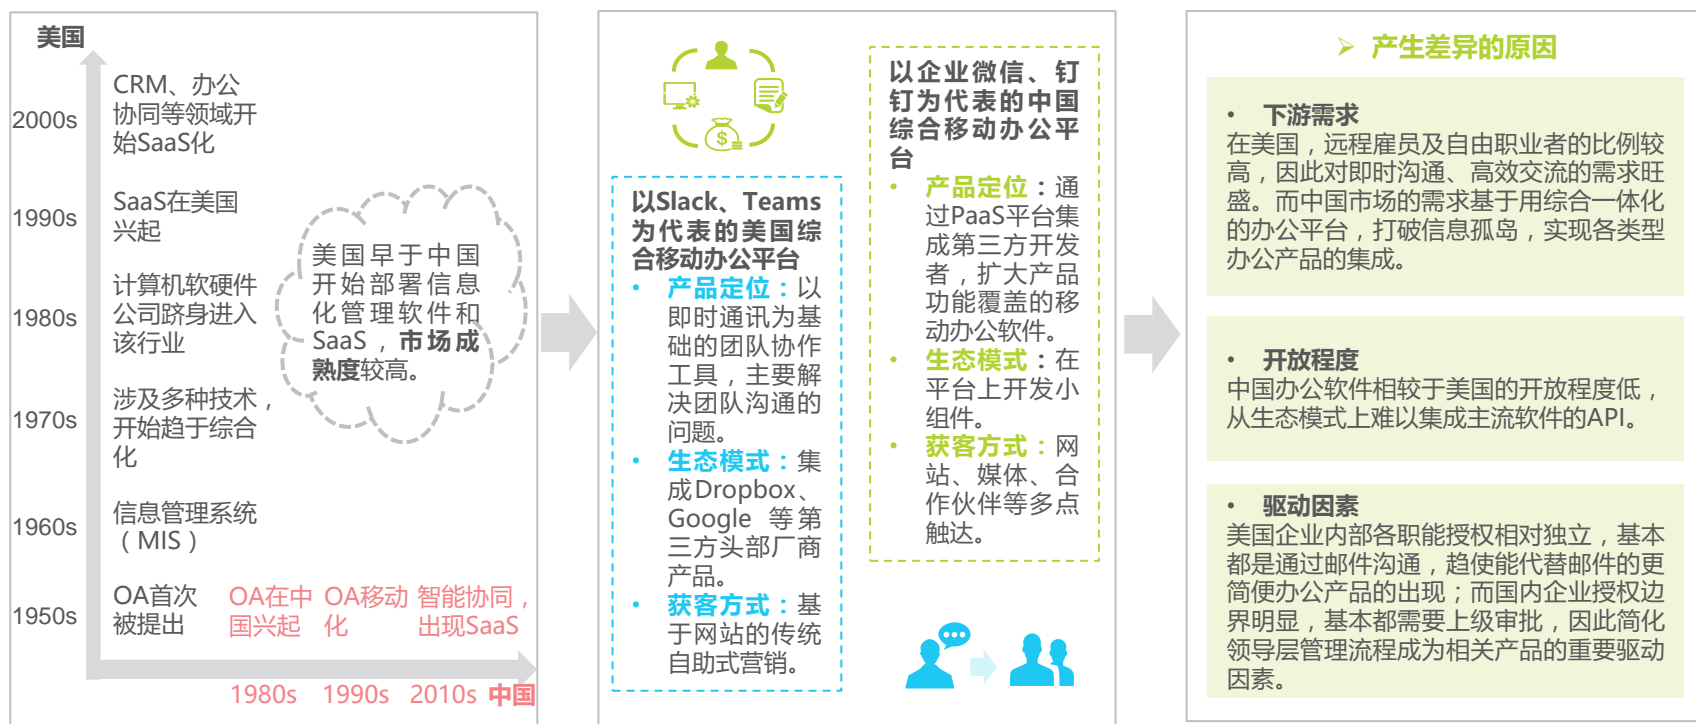 美国
2000s
CRM、办公
协同等领域开
始SaaS化
1990s
SaaS在美国
兴起
1980s
计算机软硬件
公司跻身进入
该行业
1970s
涉及多种技术，
开始趋于综合
化
1960s
信息管理系统
（MIS）
1950s
OA首次
被提出
OA在中
国兴起
OA移动
化
智能协同，
出现SaaS
1980s
1990s
2010s
中国
美国早于中国
开始部署信息
化管理软件和
SaaS，市场成
熟度较高。
以Slack、Teams
为代表的美国综
合移动办公平台
• 产品定位：以
即时通讯为基
础的团队协作
工具，主要解
决团队沟通的
问题。
• 生态模式：集
成Dropbox、
Google 等第
三方头部厂商
产品。
• 获客方式：基
于网站的传统
自助式营销。
以企业微信、钉
钉为代表的中国
综合移动办公平
台
• 产品定位：通
过PaaS平台集
成第三方开发
者，扩大产品
功能覆盖的移
动办公软件。
• 生态模式：在
平台上开发小
组件。
• 获客方式：网
站、媒体、合
作伙伴等多点
触达。
➢ 产生差异的原因
• 下游需求
在美国，远程雇员及自由职业者的比例较
高，因此对即时沟通、高效交流的需求旺
盛。而中国市场的需求基于用综合一体化
的办公平台，打破信息孤岛，实现各类型
办公产品的集成。
• 开放程度
中国办公软件相较于美国的开放程度低，
从生态模式上难以集成主流软件的API。
• 驱动因素
美国企业内部各职能授权相对独立，基本
都是通过邮件沟通，趋使能代替邮件的更
简便办公产品的出现；而国内企业授权边
界明显，基本都需要上级审批，因此简化
领导层管理流程成为相关产品的重要驱动
因素。